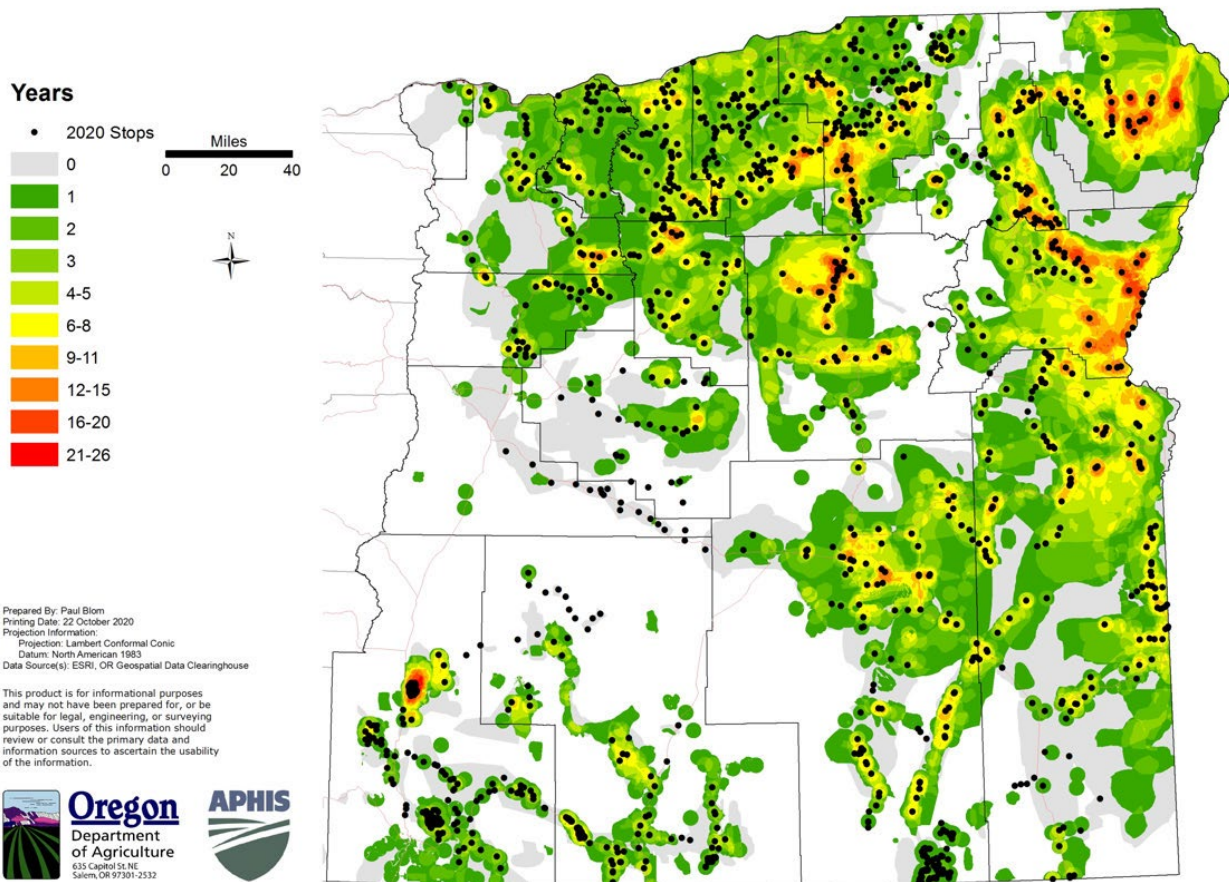 Years
2020 Stops
0
1
2
3
4-5
6-8
9-11
12-15
16-20
21-26
Miles
0 20 40
N
Prepared By: Paul Blom
Printing Date: 22 October 2020
Projection Information:
Projection: Lambert Conformal Conic
Datum: North American 1983
Data Source(s): ESRI, OR Geospatial Data Clearinghouse
This product is for informational purposes
and may not have been prepared for, or be
suitable for legal, engineering, or surveying
purposes. Users of this information should
review or consult the primary data and
information sources to ascertain the usability
of the information.
Oregon
Department
of Agriculture
635 Capitol St. NE
Salem, OR 97301-2532
APHIS